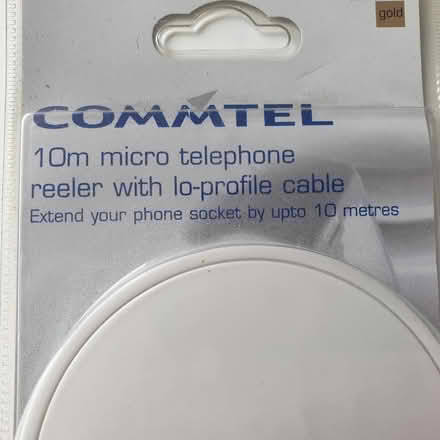 gold
COMMTEL
10m micro telephone
reeler with lo-profile cable
Extend your phone socket by upto 10 metres